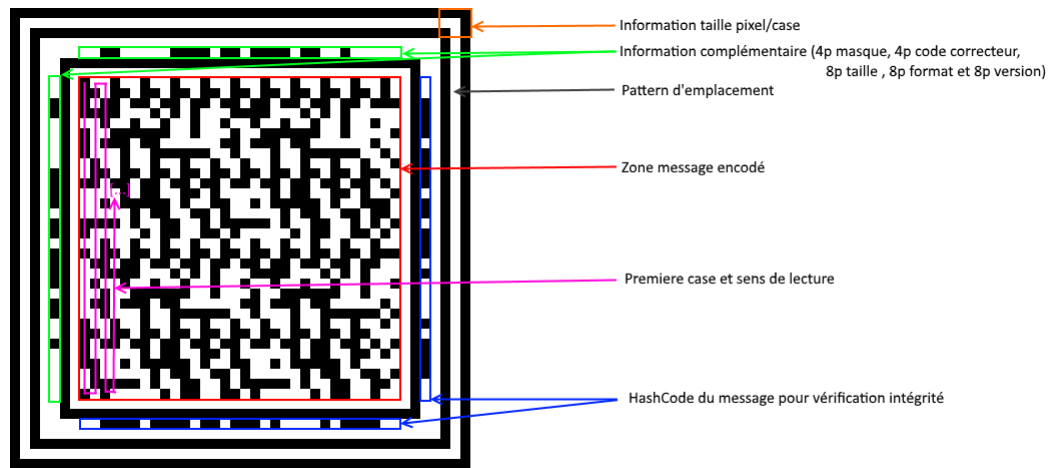 Information taille pixel/case
Information complémentaire (4p masque, 4p code correcteur,
8p taille , 8p format et 8p version)
Pattern d'emplacement
Zone message encodé
Premiere case et sens de lecture
HashCode du message pour vérification intégrité